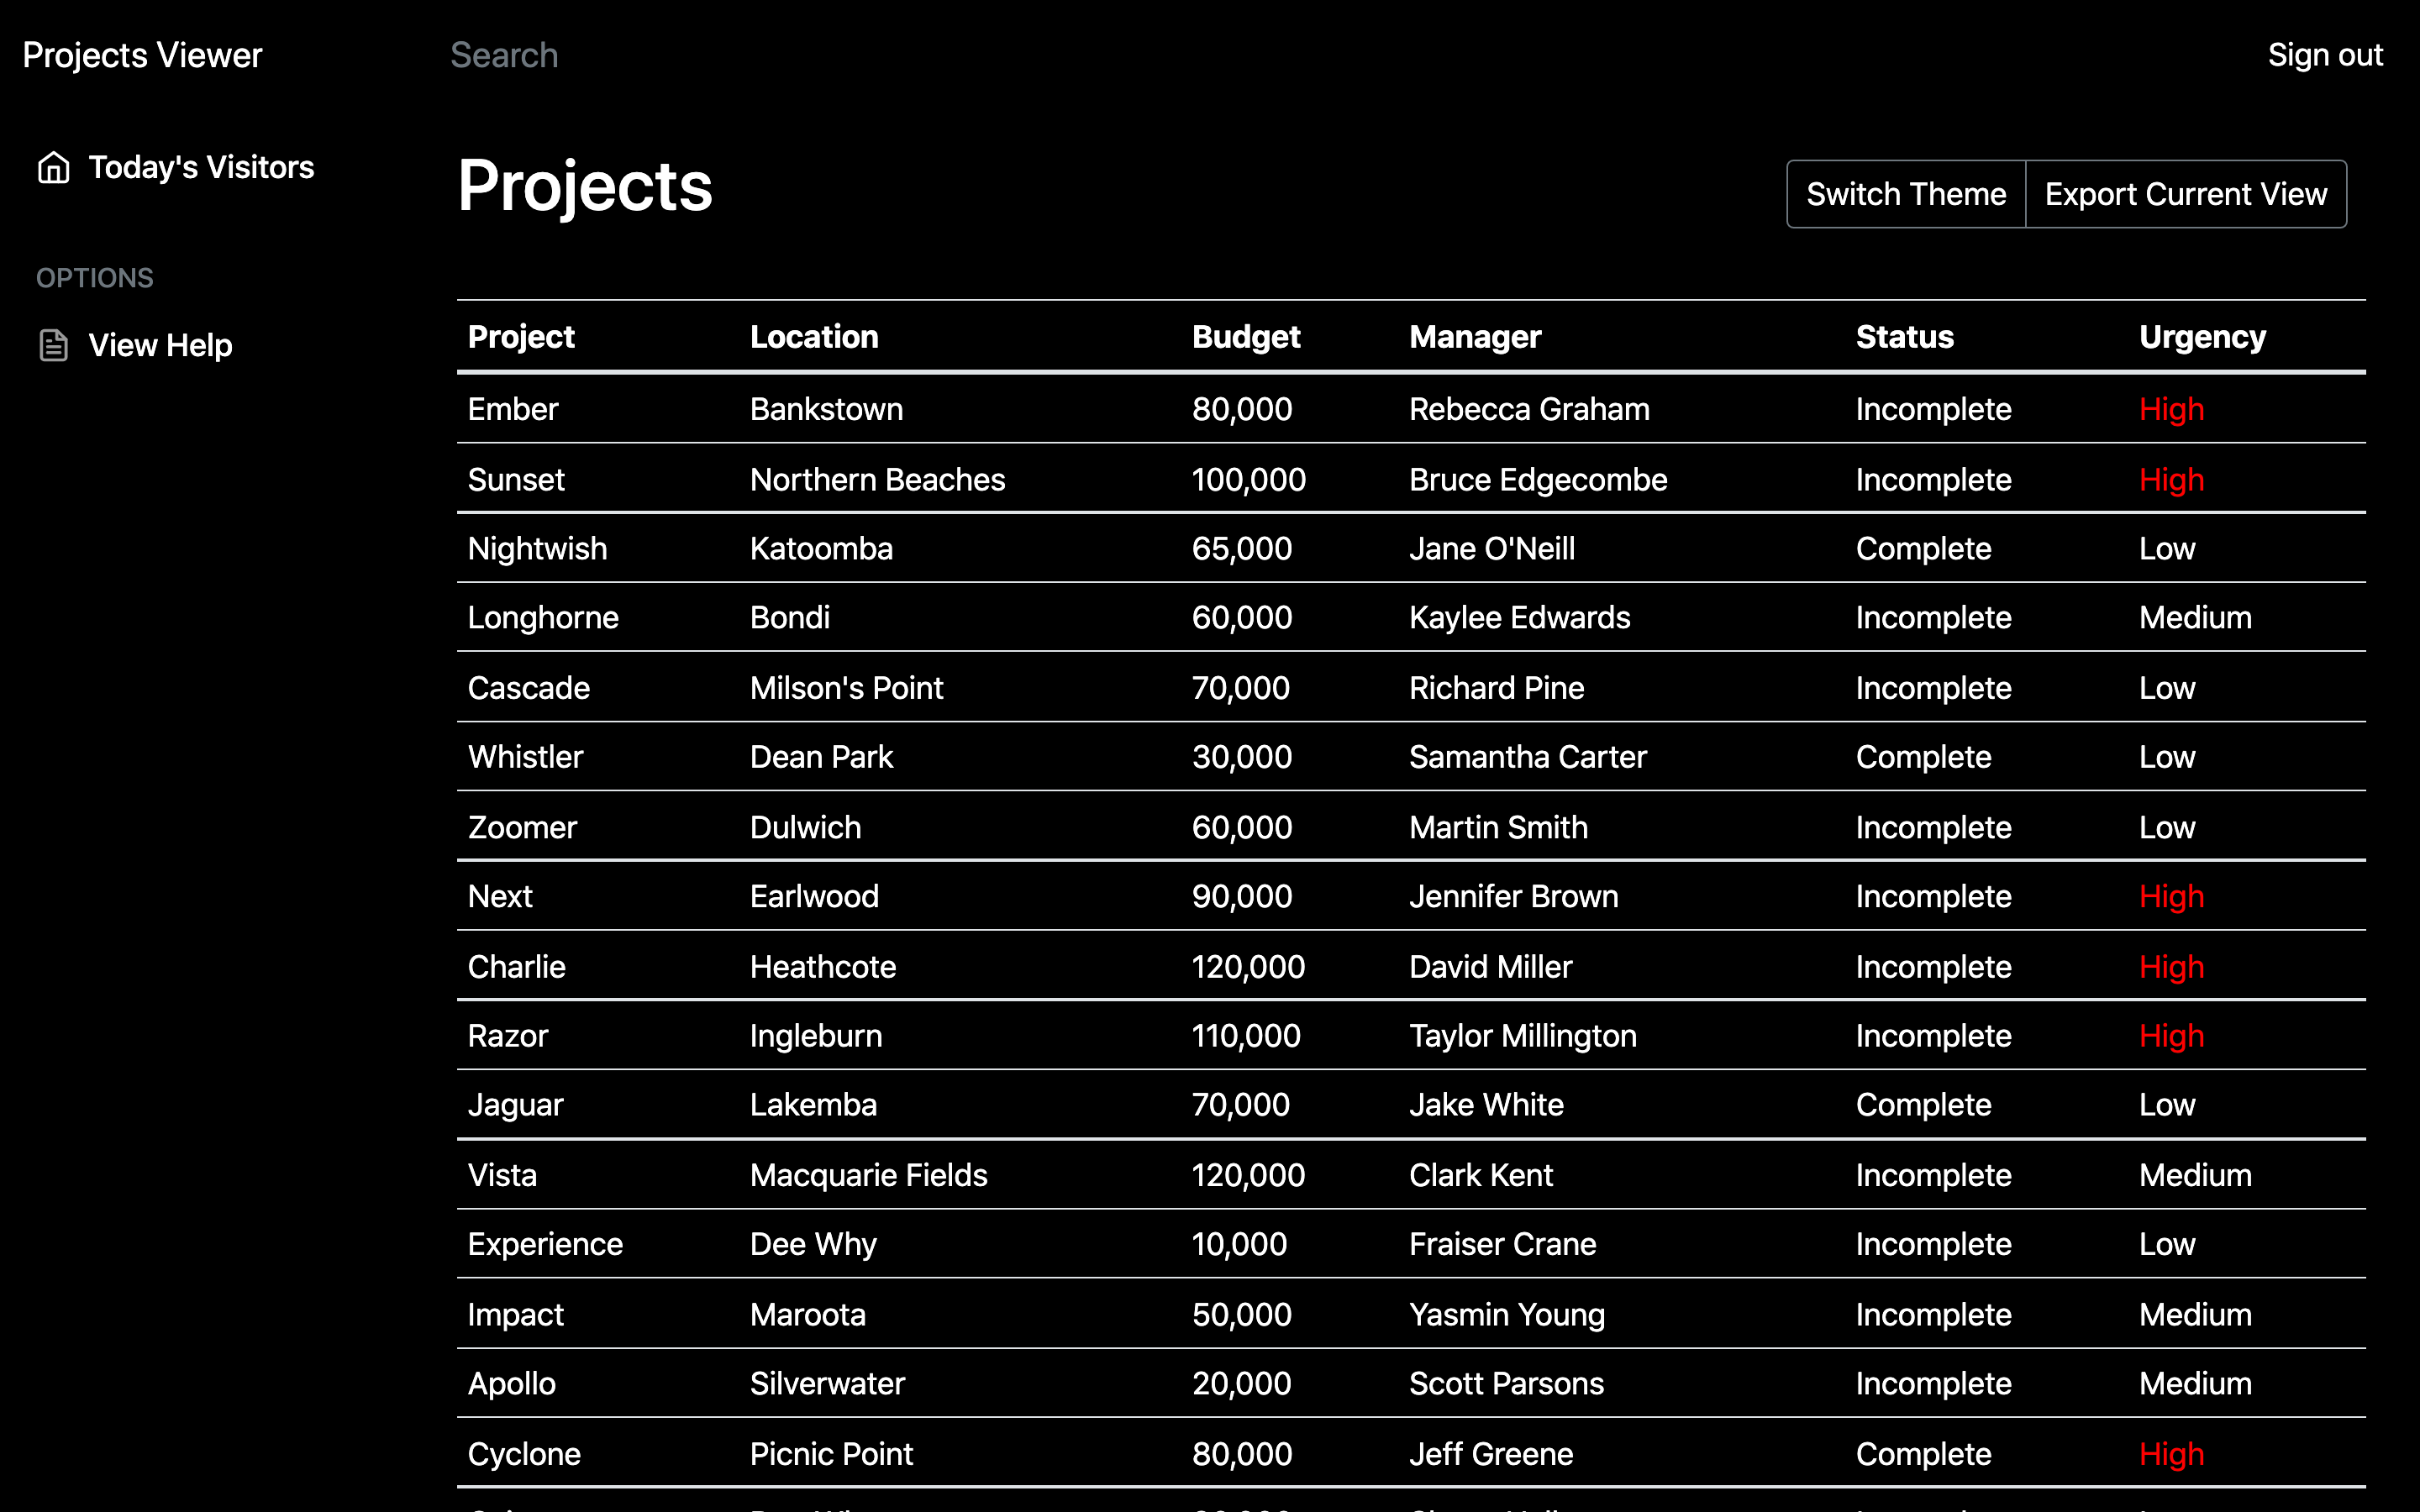 Projects Viewer Search Sign out
Today's Visitors
OPTIONS
View Help
Projects
Switch Theme Export Current View
Project Location Budget Manager Status Urgency
Ember Bankstown 80,000 Rebecca Graham Incomplete High
Sunset Northern Beaches 100,000 Bruce Edgecombe Incomplete High
Nightwish Katoomba 65,000 Jane O'Neill Complete Low
Longhorne Bondi 60,000 Kaylee Edwards Incomplete Medium
Cascade Milson's Point 70,000 Richard Pine Incomplete Low
Whistler Dean Park 30,000 Samantha Carter Complete Low
Zoomer Dulwich 60,000 Martin Smith Incomplete Low
Next Earlwood 90,000 Jennifer Brown Incomplete High
Charlie Heathcote 120,000 David Miller Incomplete High
Razor Ingleburn 110,000 Taylor Millington Incomplete High
Jaguar Lakemba 70,000 Jake White Complete Low
Vista Macquarie Fields 120,000 Clark Kent Incomplete Medium
Experience Dee Why 10,000 Fraiser Crane Incomplete Low
Impact Maroota 50,000 Yasmin Young Incomplete Medium
Apollo Silverwater 20,000 Scott Parsons Incomplete Medium
Cyclone Picnic Point 80,000 Jeff Greene Complete High